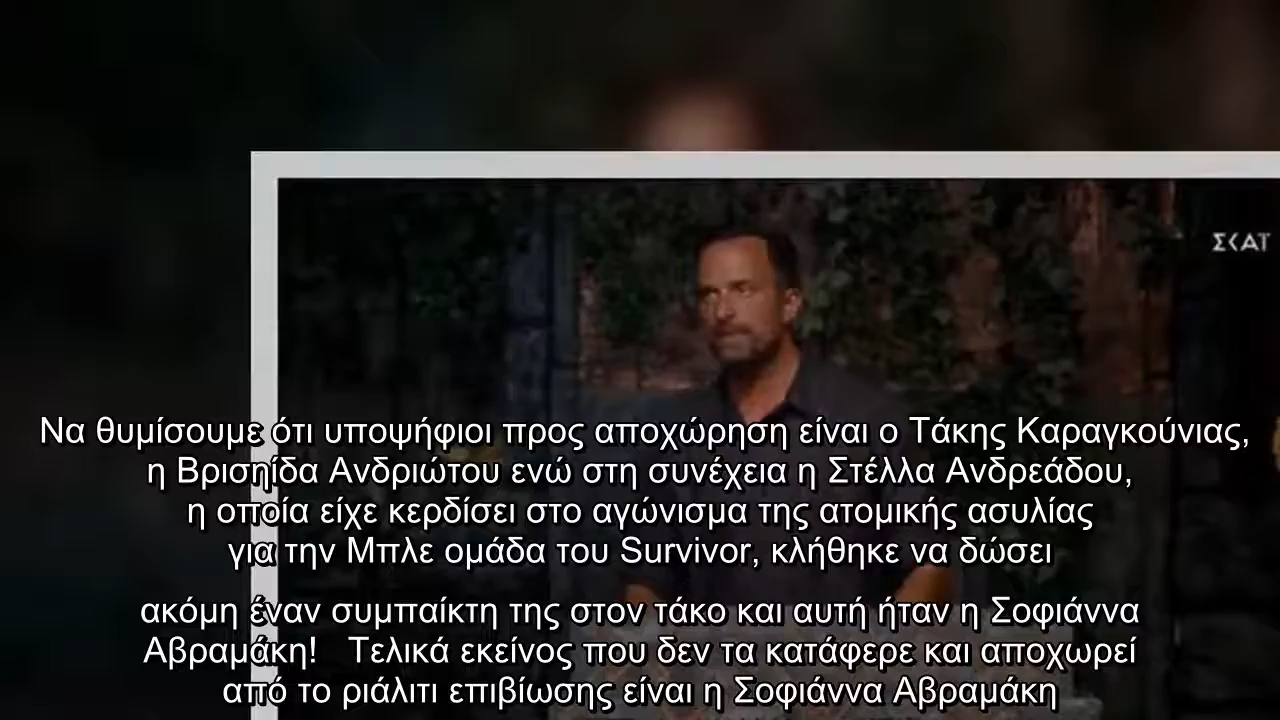 ΣΚΑΪ
Να θυμίσουμε ότι υποψήφιοι προς αποχώρηση είναι ο Τάκης Καραγκούνιας,
η Βρισηίδα Ανδριώτου ενώ στη συνέχεια η Στέλλα Ανδρεάδου,
η οποία είχε κερδίσει στο αγώνισμα της ατομικής ασυλίας
για την Μπλε ομάδα του Survivor, κλήθηκε να δώσει
ακόμη έναν συμπαίκτη της στον τάκο και αυτή ήταν η Σοφιάννα
Αβραμάκη!   Τελικά εκείνος που δεν τα κατάφερε και αποχωρεί
από το ριάλιτι επιβίωσης είναι η Σοφιάννα Αβραμάκη